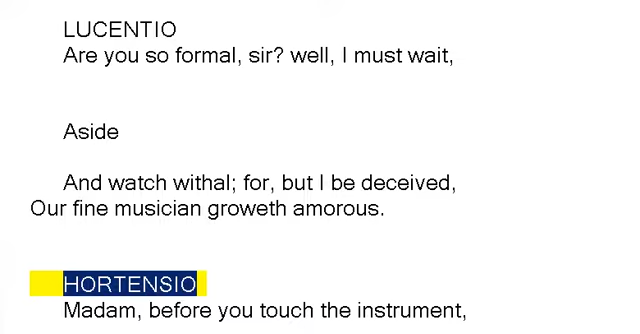 LUCENTIO
Are you so formal, sir? well, I must wait,
Aside
And watch withal; for, but I be deceived,
Our fine musician groweth amorous.
HORTENSIO
Madam, before you touch the instrument,